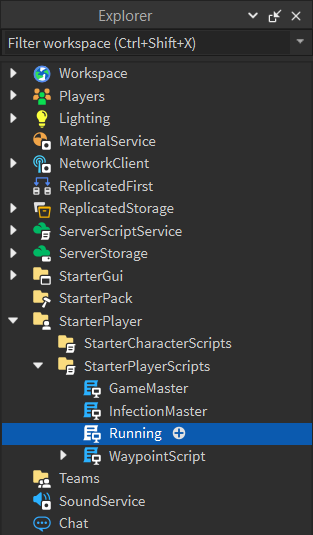 Explorer
Filter workspace (Ctrl+Shift+X)
Workspace
Players
Lighting
MaterialService
NetworkClient
ReplicatedFirst
ReplicatedStorage
ServerScriptService
ServerStorage
StarterGui
StarterPack
StarterPlayer
StarterCharacterScripts
StarterPlayerScripts
GameMaster
InfectionMaster
Running
WaypointScript
Teams
SoundService
Chat